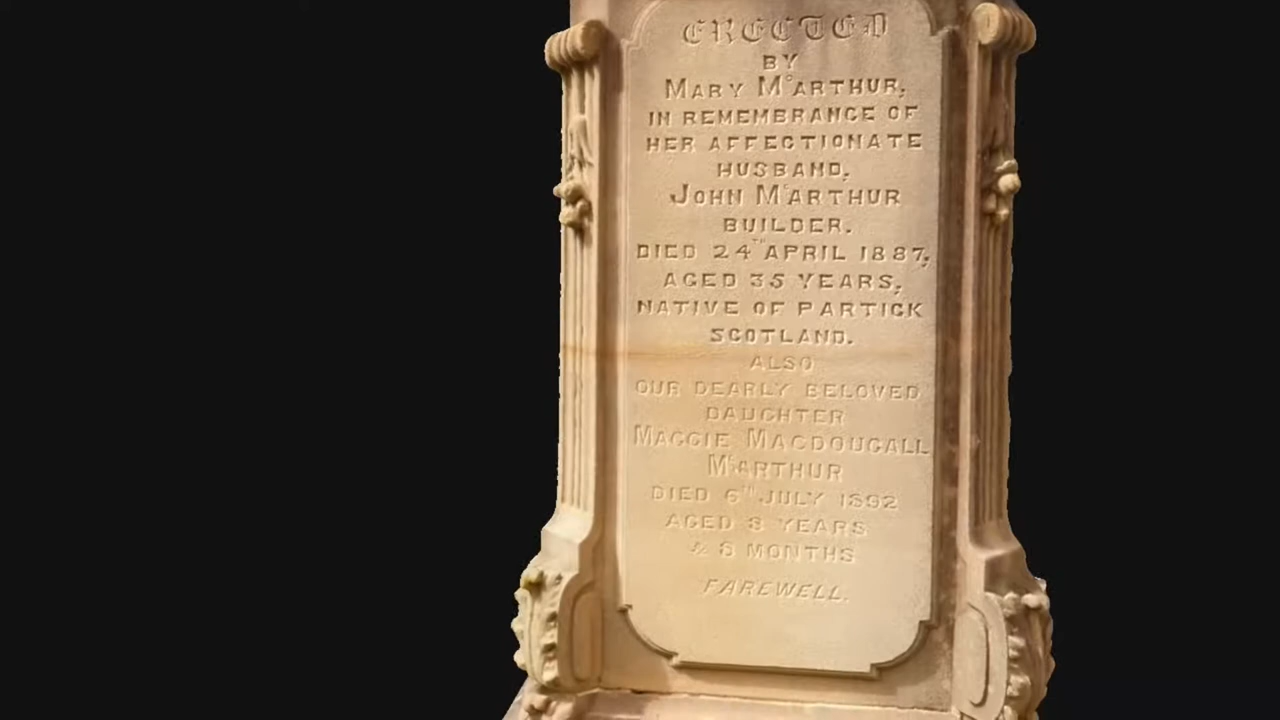 ERECTED
BY
MARY McARTHUR,
IN REMEMBRANCE OF
HER AFFECTIONATE
HUSBAND,
JOHN McARTHUR
BUILDER.
DIED 24TH APRIL 1887,
AGED 35 YEARS,
NATIVE OF PARTICK
SCOTLAND.
ALSO
OUR DEARLY BELOVED
DAUGHTER
MAGGIE MACDOUGALL
McARTHUR
DIED 6TH JULY 1892
AGED 8 YEARS
& 6 MONTHS
FAREWELL.